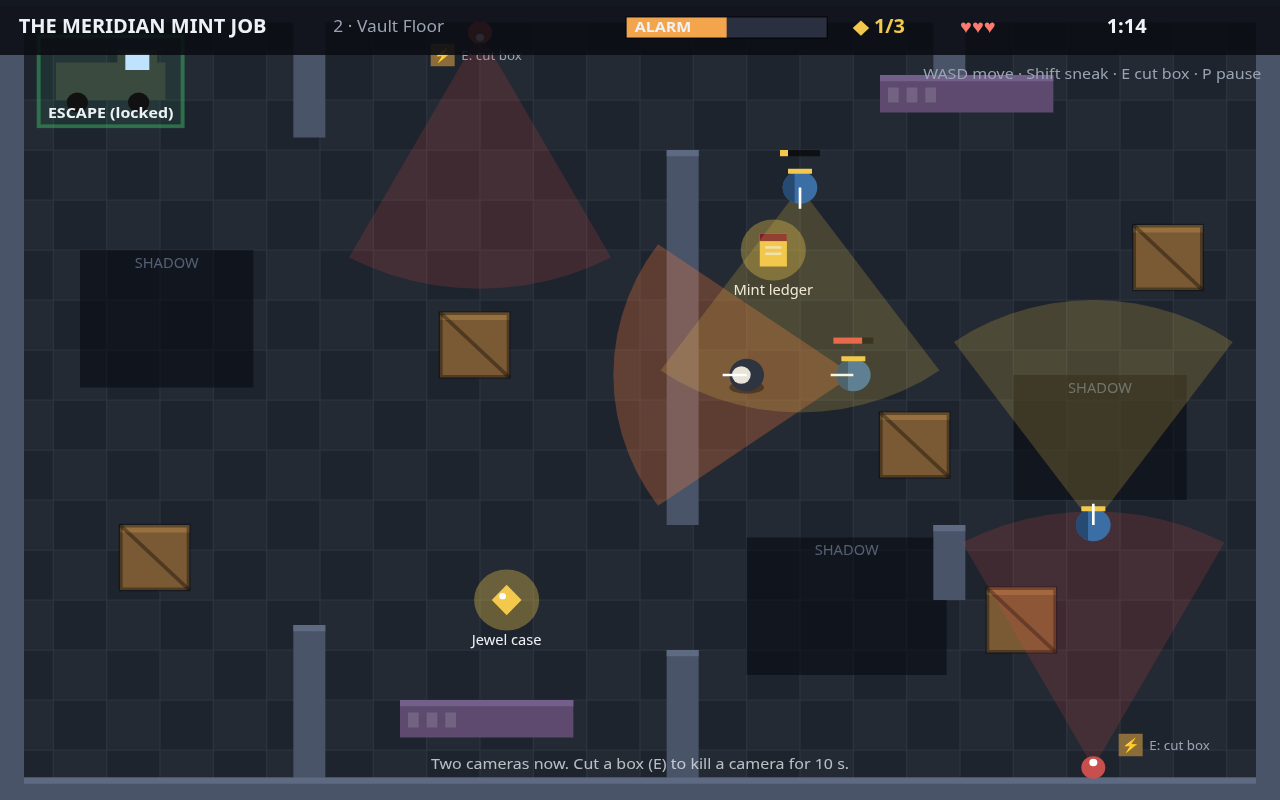 THE MERIDIAN MINT JOB
2 · Vault Floor
ALARM
1/3
1:14
E: cut box
WASD move · Shift sneak · E cut box · P pause
ESCAPE (locked)
SHADOW
Mint ledger
SHADOW
SHADOW
Jewel case
E: cut box
Two cameras now. Cut a box (E) to kill a camera for 10 s.